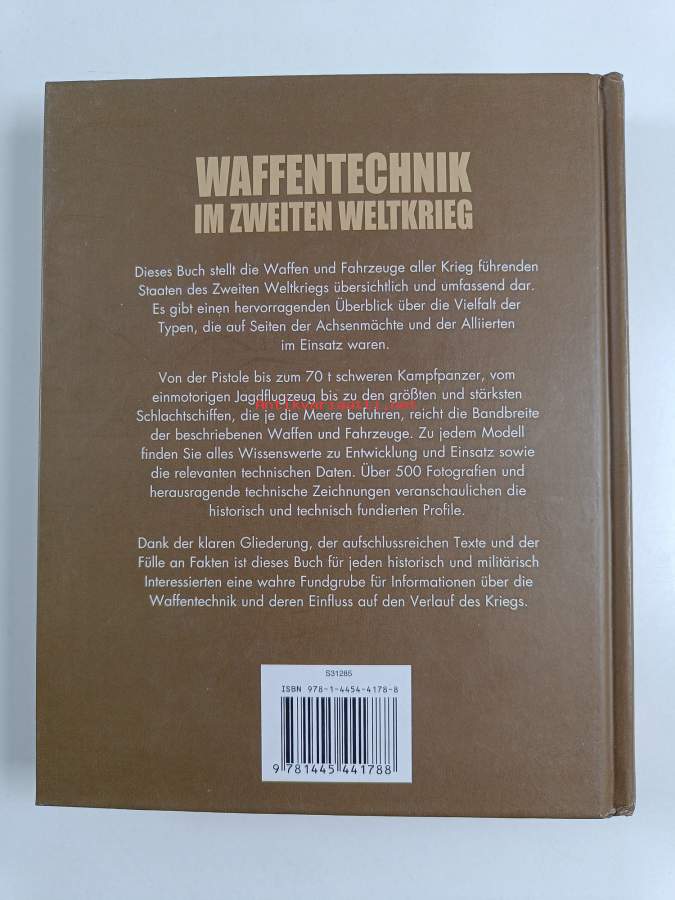 WAFFENTECHNIK
IM ZWEITEN WELTKRIEG
Dieses Buch stellt die Waffen und Fahrzeuge aller Krieg führenden
Staaten des Zweiten Weltkriegs übersichtlich und umfassend dar.
Es gibt einen hervorragenden Überblick über die Vielfalt der
Typen, die auf Seiten der Achsenmächte und der Alliierten
im Einsatz waren.
Von der Pistole bis zum 70 t schweren Kampfpanzer, vom
einmotorigen Jagdflugzeug bis zu den größten und stärksten
Schlachtschiffen, die je die Meere befuhren, reicht die Bandbreite
der beschriebenen Waffen und Fahrzeuge. Zu jedem Modell
finden Sie alles Wissenswerte zu Entwicklung und Einsatz sowie
die relevanten technischen Daten. Über 500 Fotografien und
herausragende technische Zeichnungen veranschaulichen die
historisch und technisch fundierten Profile.
Dank der klaren Gliederung, der aufschlussreichen Texte und der
Fülle an Fakten ist dieses Buch für jeden historisch und militärisch
Interessierten eine wahre Fundgrube für Informationen über die
Waffentechnik und deren Einfluss auf den Verlauf des Kriegs.
S31285
ISBN 978-1-4454-4178-8
9 781445 441788